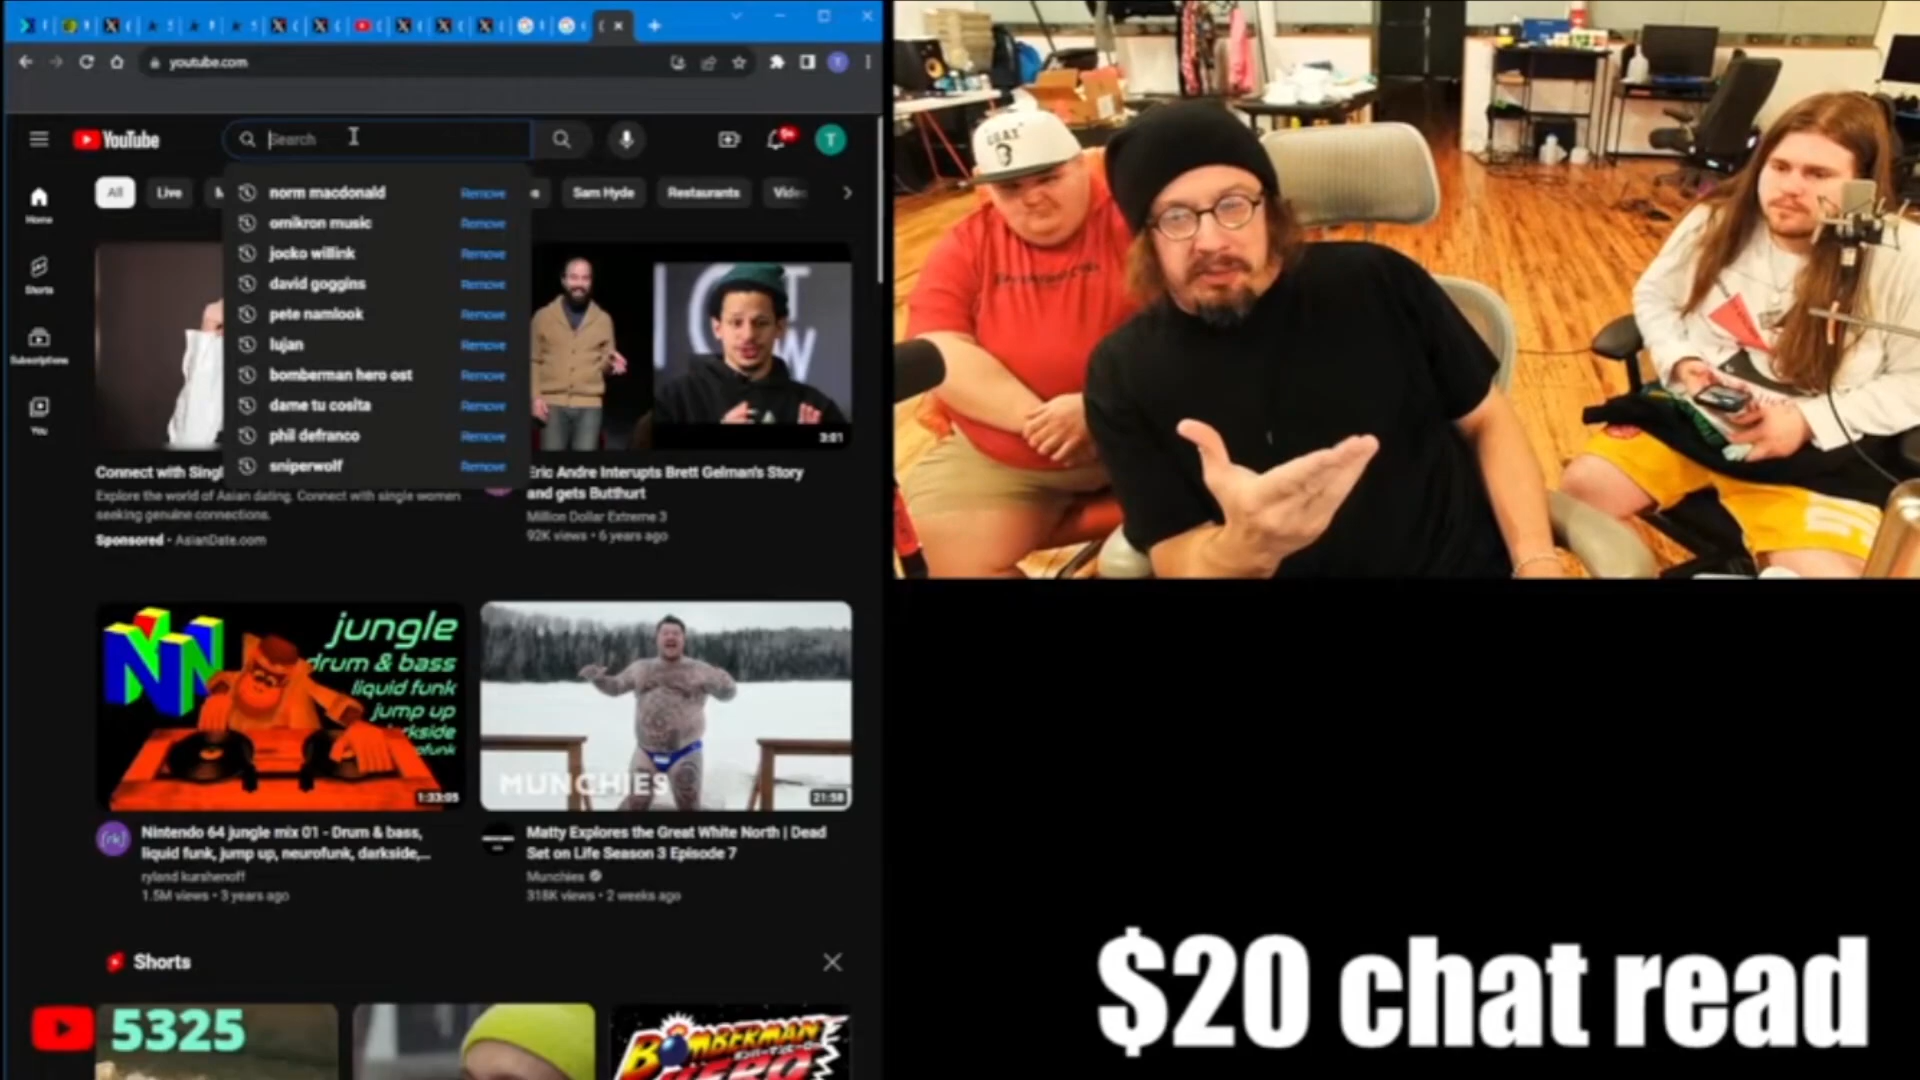 youtube.com
YouTube
Search
T
9+
norm macdonald Remove
omikron music Remove
jocko willink Remove
david goggins Remove
pete namlook Remove
lujan Remove
bomberman hero ost Remove
dame tu cosita Remove
phil defranco Remove
sniperwolf Remove
All
Live
Sam Hyde
Restaurants
Home
Shorts
Subscriptions
You
3:01
Connect with Singl
Explore the world of Asian dating. Connect with single women
seeking genuine connections.
Sponsored • AsianDate.com
Eric Andre Interupts Brett Gelman's Story
and gets Butthurt
Million Dollar Extreme 3
92K views • 6 years ago
jungle
drum & bass
liquid funk
jump up
1:33:05
MUNCHIES
21:58
Nintendo 64 jungle mix 01 - Drum & bass,
liquid funk, jump up, neurofunk, darkside,...
ryland kurshenoff
1.5M views • 3 years ago
Matty Explores the Great White North | Dead
Set on Life Season 3 Episode 7
Munchies
318K views • 2 weeks ago
Shorts
5325
BOMBERMAN
HERO
$20 chat read